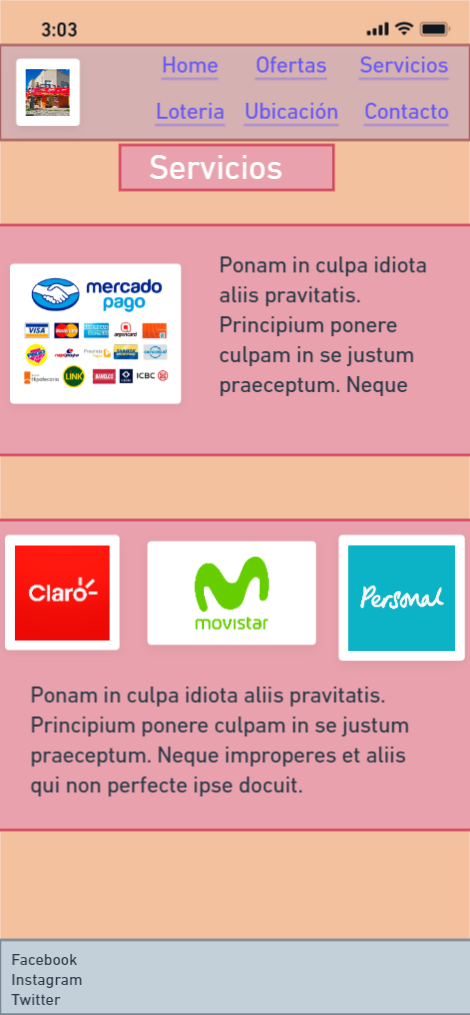 3:03
Home Ofertas Servicios
Loteria Ubicación Contacto
Servicios
mercado
pago
VISA
LINK
ICBC
Ponam in culpa idiota
aliis pravitatis.
Principium ponere
culpam in se justum
praeceptum. Neque
Claro
movistar
Personal
Ponam in culpa idiota aliis pravitatis.
Principium ponere culpam in se justum
praeceptum. Neque improperes et aliis
qui non perfecte ipse docuit.
Facebook
Instagram
Twitter